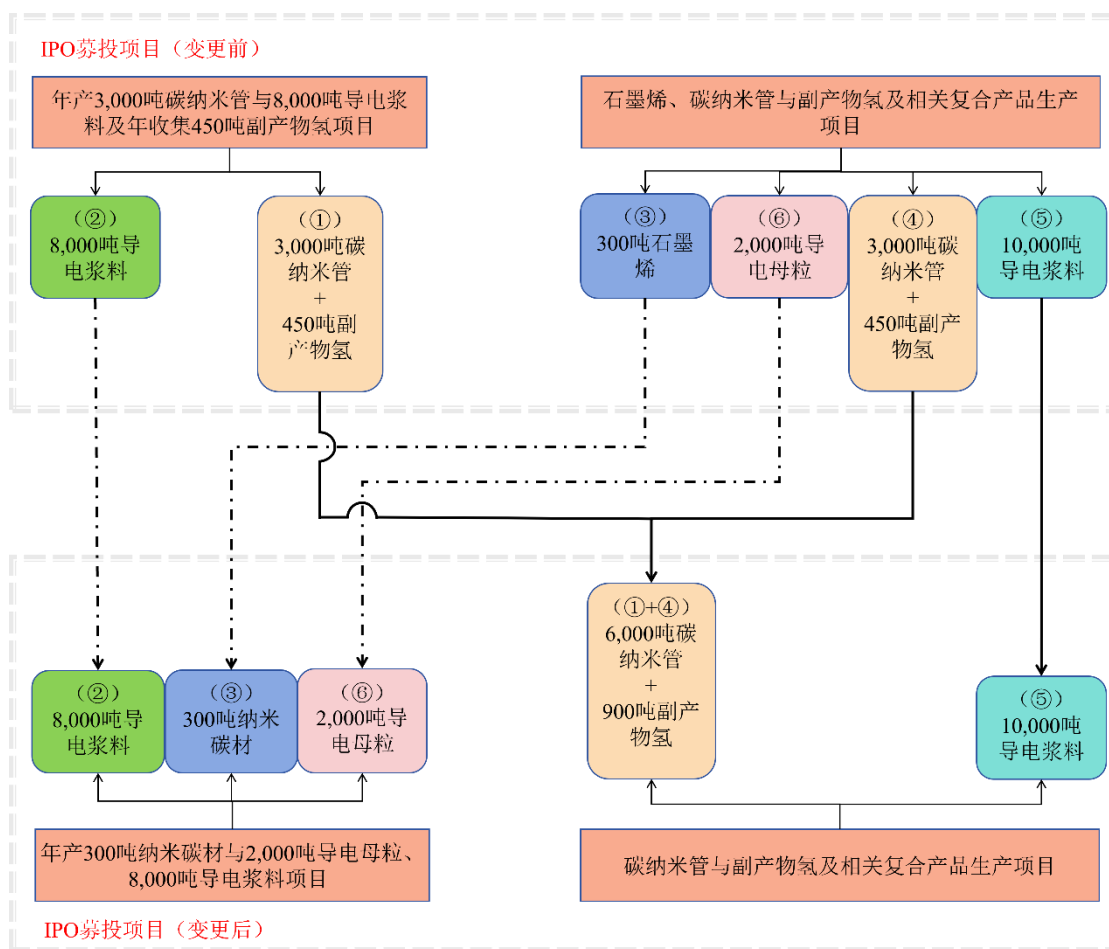 IPO募投项目（变更前）
年产3,000吨碳纳米管与8,000吨导电浆
料及年收集450吨副产物氢项目
石墨烯、碳纳米管与副产物氢及相关复合产品生产
项目
（②）
8,000吨导
电浆料
（①）
3,000吨碳
纳米管
+
450吨副
产物氢
（③）
300吨石墨
烯
（⑥）
2,000吨导
电母粒
（④）
3,000吨碳
纳米管
+
450吨副产
物氢
（⑤）
10,000吨
导电浆料
（②）
8,000吨导
电浆料
（③）
300吨纳米
碳材
（⑥）
2,000吨导
电母粒
（①+④）
6,000吨碳
纳米管
+
900吨副产
物氢
（⑤）
10,000吨
导电浆料
年产300吨纳米碳材与2,000吨导电母粒、
8,000吨导电浆料项目
碳纳米管与副产物氢及相关复合产品生产项目
IPO募投项目（变更后）